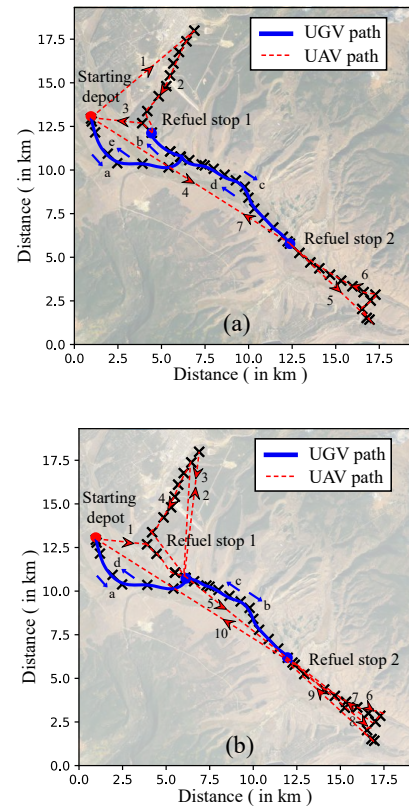 17.5
15.0
12.5
10.0
7.5
5.0
2.5
0.0
Distance ( in km )
UGV path
UAV path
Starting
depot
Refuel stop 1
Refuel stop 2
1
2
3
e
b
a
4
d
c
7
6
5
(a)
0.0 2.5 5.0 7.5 10.0 12.5 15.0 17.5
Distance ( in km )
17.5
15.0
12.5
10.0
7.5
5.0
2.5
0.0
Distance ( in km )
UGV path
UAV path
Starting
depot
Refuel stop 1
Refuel stop 2
3
4
2
1
d
a
c
5
b
10
9
7
6
8
(b)
0.0 2.5 5.0 7.5 10.0 12.5 15.0 17.5
Distance ( in km )